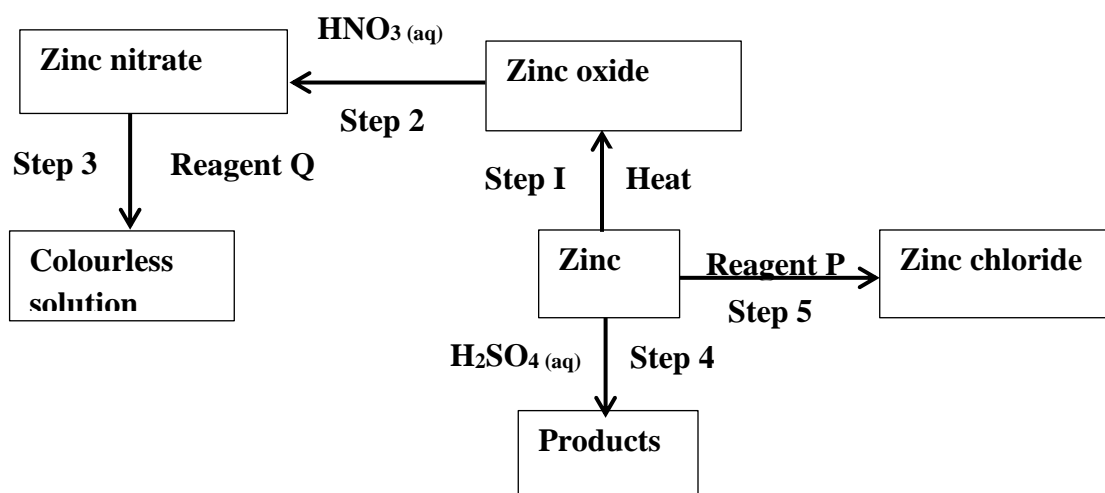 HNO₃ (aq)
Zinc nitrate
Zinc oxide
Step 2
Step 3
Reagent Q
Step I
Heat
Colourless
solution
Zinc
Reagent P
Zinc chloride
Step 5
H₂SO₄ (aq)
Step 4
Products